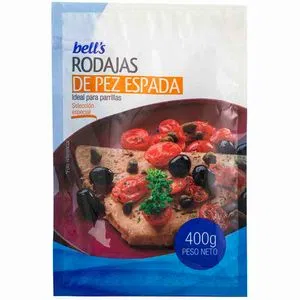 bell's
RODAJAS
DE PEZ ESPADA
Ideal para parrillas
Selección
especial
400g
PESO NETO